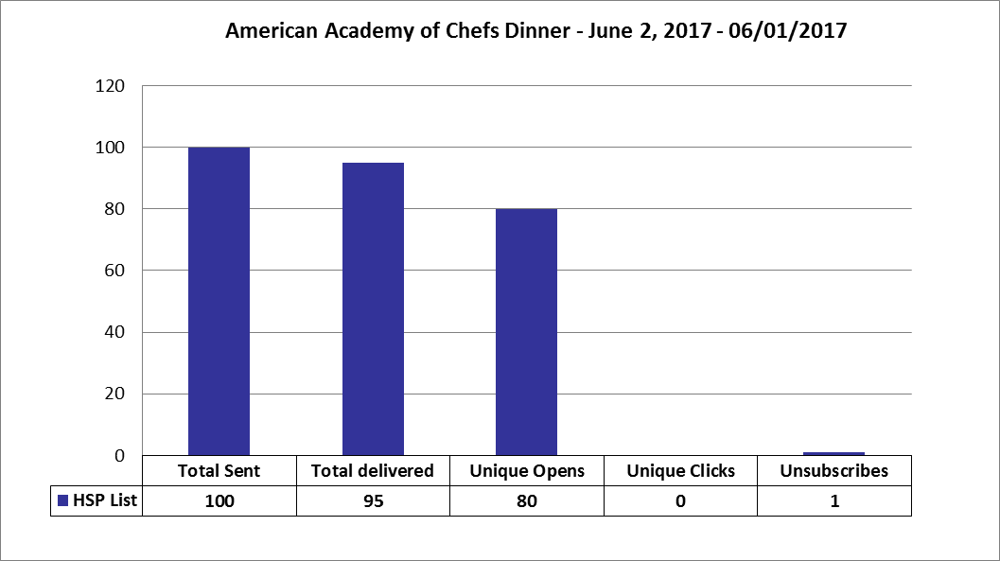 American Academy of Chefs Dinner - June 2, 2017 - 06/01/2017
120
100
80
60
40
20
0
Total Sent Total delivered Unique Opens Unique Clicks Unsubscribes
HSP List 100 95 80 0 1